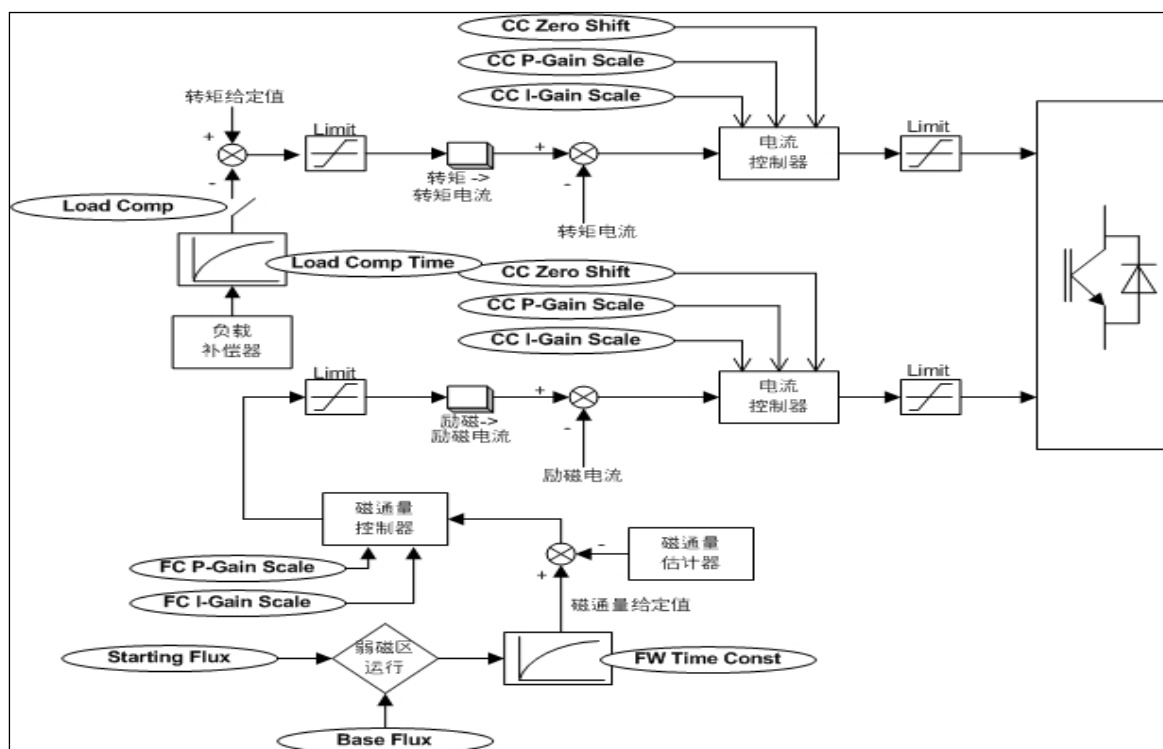 CC Zero Shift
CC P-Gain Scale
CC I-Gain Scale
转矩给定值
+
Limit
电流
控制器
Limit
+
-
转矩 ->
转矩电流
-
Load Comp
转矩电流
Load Comp Time
CC Zero Shift
CC P-Gain Scale
CC I-Gain Scale
负载
补偿器
Limit
电流
控制器
Limit
+
励磁->
励磁电流
-
励磁电流
磁通量
控制器
-
磁通量
估计器
+
FC P-Gain Scale
FC I-Gain Scale
磁通量给定值
Starting Flux
弱磁区
运行
FW Time Const
Base Flux